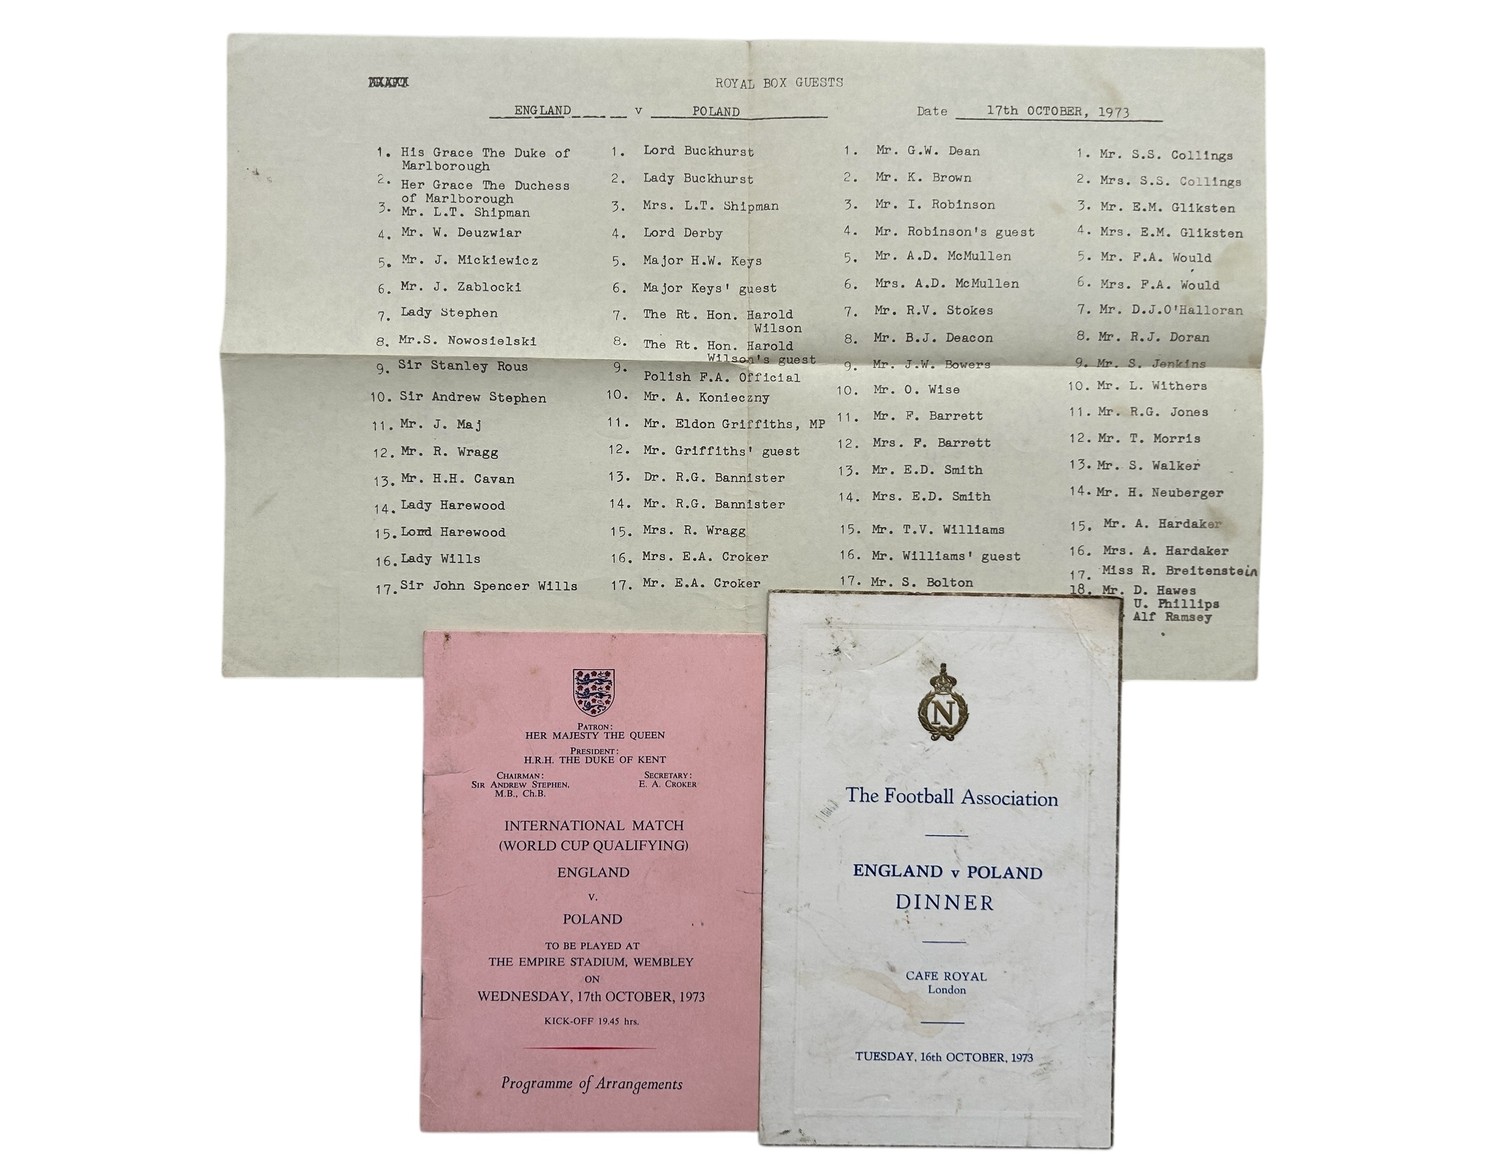 ROYAL BOX GUESTS
ENGLAND v POLAND Date 17th OCTOBER, 1973
1. His Grace The Duke of
Marlborough
2. Her Grace The Duchess
of Marlborough
3. Mr. L.T. Shipman
4. Mr. W. Deuzwiar
5. Mr. J. Mickiewicz
6. Mr. J. Zablocki
7. Lady Stephen
8. Mr.S. Nowosielski
9. Sir Stanley Rous
10. Sir Andrew Stephen
11. Mr. J. Maj
12. Mr. R. Wragg
13. Mr. H.H. Cavan
14. Lady Harewood
15. Lord Harewood
16. Lady Wills
17. Sir John Spencer Wills
1. Lord Buckhurst
2. Lady Buckhurst
3. Mrs. L.T. Shipman
4. Lord Derby
5. Major H.W. Keys
6. Major Keys' guest
7. The Rt. Hon. Harold
Wilson
8. The Rt. Hon. Harold
Wilson's guest
9. Polish F.A. Official
10. Mr. A. Konieczny
11. Mr. Eldon Griffiths, MP
12. Mr. Griffiths' guest
13. Dr. R.G. Bannister
14. Mr. R.G. Bannister
15. Mrs. R. Wragg
16. Mrs. E.A. Croker
17. Mr. E.A. Croker
1. Mr. G.W. Dean
2. Mr. K. Brown
3. Mr. I. Robinson
4. Mr. Robinson's guest
5. Mr. A.D. McMullen
6. Mrs. A.D. McMullen
7. Mr. R.V. Stokes
8. Mr. B.J. Deacon
9. Mr. J.W. Bowers
10. Mr. O. Wise
11. Mr. F. Barrett
12. Mrs. F. Barrett
13. Mr. E.D. Smith
14. Mrs. E.D. Smith
15. Mr. T.V. Williams
16. Mr. Williams' guest
17. Mr. S. Bolton
1. Mr. S.S. Collings
2. Mrs. S.S. Collings
3. Mr. E.M. Gliksten
4. Mrs. E.M. Gliksten
5. Mr. F.A. Would
6. Mrs. F.A. Would
7. Mr. D.J.O'Halloran
8. Mr. R.J. Doran
9. Mr. S. Jenkins
10. Mr. L. Withers
11. Mr. R.G. Jones
12. Mr. T. Morris
13. Mr. S. Walker
14. Mr. H. Neuberger
15. Mr. A. Hardaker
16. Mrs. A. Hardaker
17. Miss R. Breitenstein
18. Mr. D. Hawes
U. Phillips
Alf Ramsey
PATRON:
HER MAJESTY THE QUEEN
PRESIDENT:
H.R.H. THE DUKE OF KENT
CHAIRMAN: SECRETARY:
SIR ANDREW STEPHEN, E. A. CROKER
M.B., Ch.B.
INTERNATIONAL MATCH
(WORLD CUP QUALIFYING)
ENGLAND
v.
POLAND
TO BE PLAYED AT
THE EMPIRE STADIUM, WEMBLEY
ON
WEDNESDAY, 17th OCTOBER, 1973
KICK-OFF 19.45 hrs.
Programme of Arrangements
N
The Football Association
ENGLAND v POLAND
DINNER
CAFE ROYAL
London
TUESDAY, 16th OCTOBER, 1973